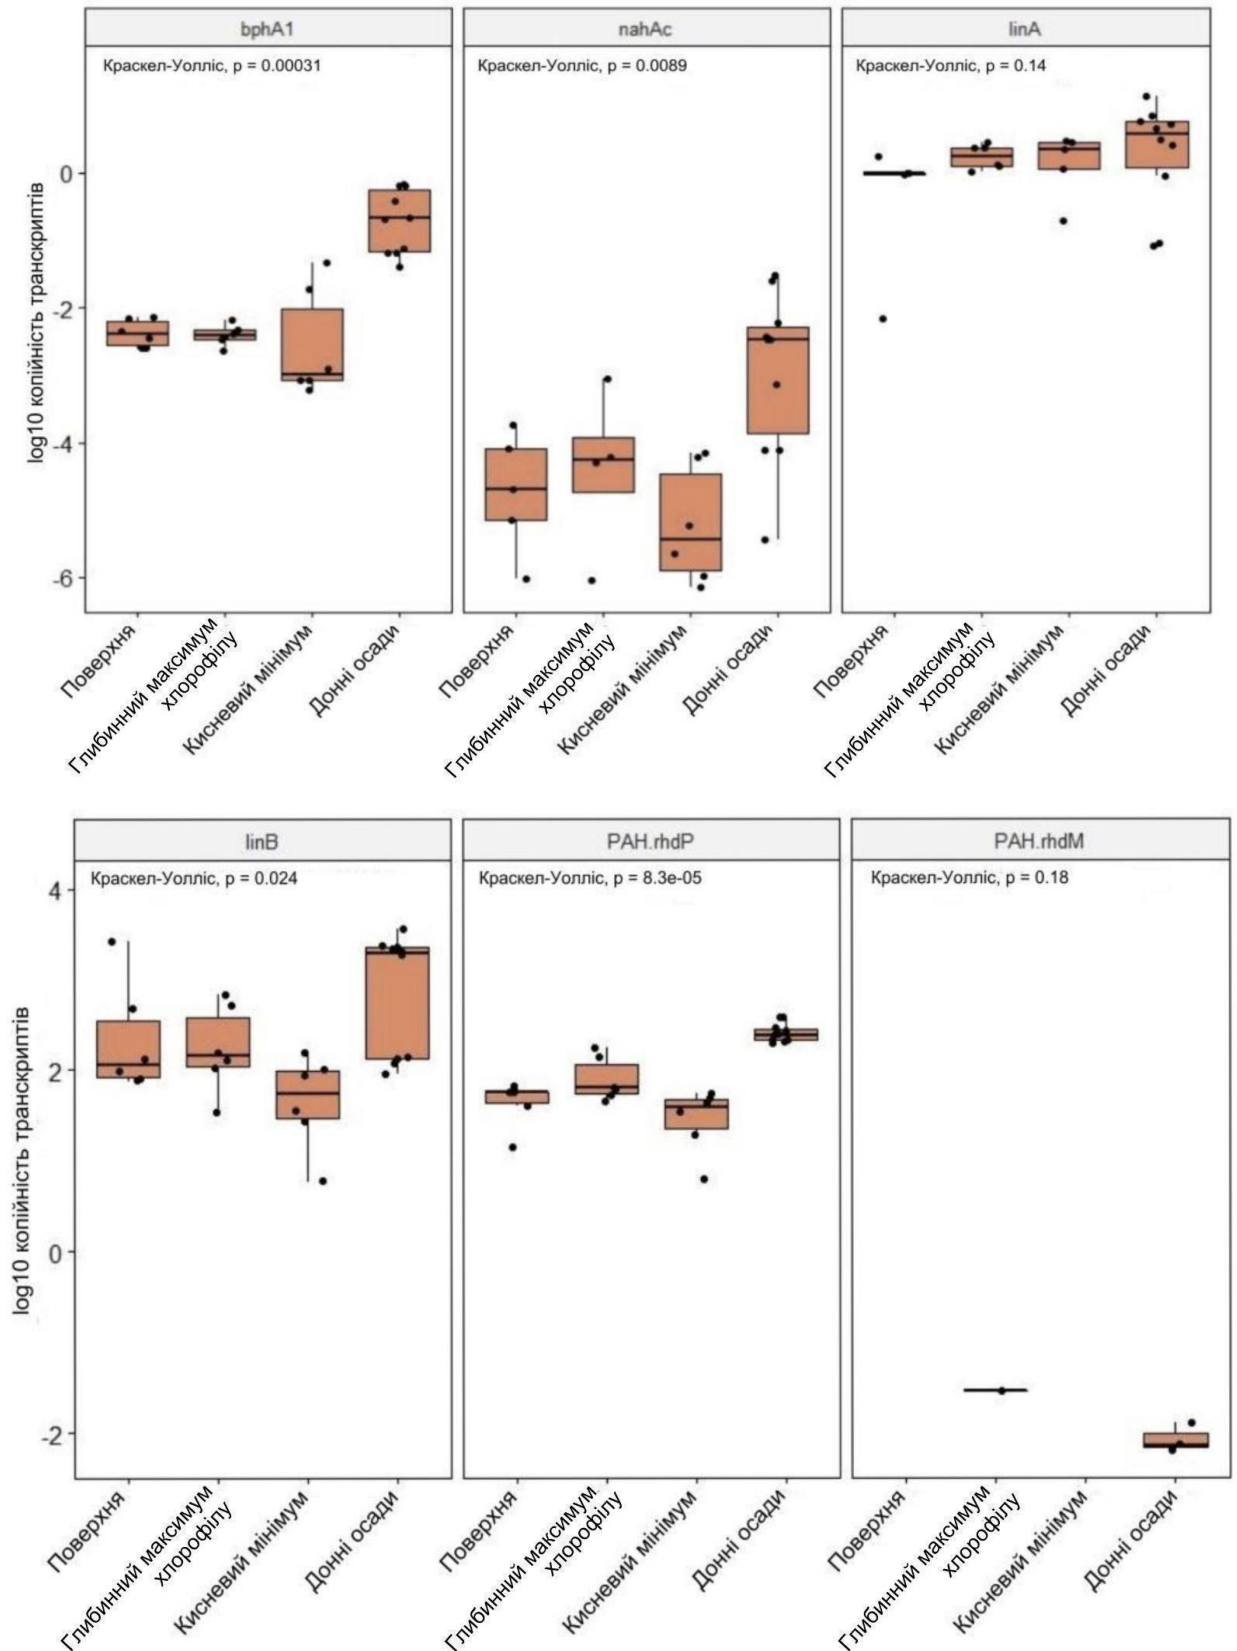 bphA1
nahAc
linA
Краскел-Уолліс, p = 0.00031
Краскел-Уолліс, p = 0.0089
Краскел-Уолліс, p = 0.14
log10 копійність транскриптів
0
-2
-4
-6
Поверхня
Глибинний максимум
хлорофілу
Кисневий мінімум
Донні осади
Поверхня
Глибинний максимум
хлорофілу
Кисневий мінімум
Донні осади
Поверхня
Глибинний максимум
хлорофілу
Кисневий мінімум
Донні осади
linB
PAH.rhdP
PAH.rhdM
Краскел-Уолліс, p = 0.024
Краскел-Уолліс, p = 8.3e-05
Краскел-Уолліс, p = 0.18
log10 копійність транскриптів
4
2
0
-2
Поверхня
Глибинний максимум
хлорофілу
Кисневий мінімум
Донні осади
Поверхня
Глибинний максимум
хлорофілу
Кисневий мінімум
Донні осади
Поверхня
Глибинний максимум
хлорофілу
Кисневий мінімум
Донні осади